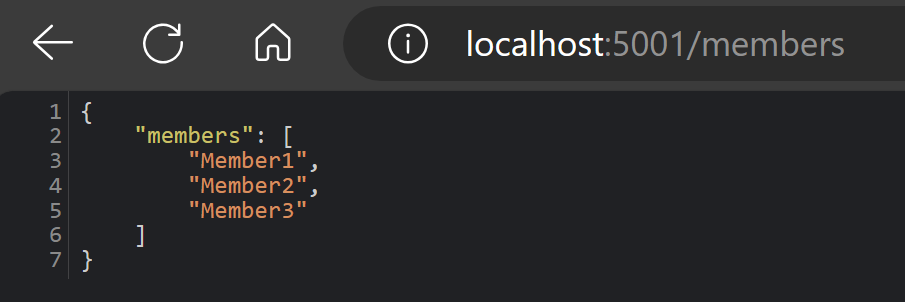 localhost:5001/members
1 {
2     "members": [
3         "Member1",
4         "Member2",
5         "Member3"
6     ]
7 }